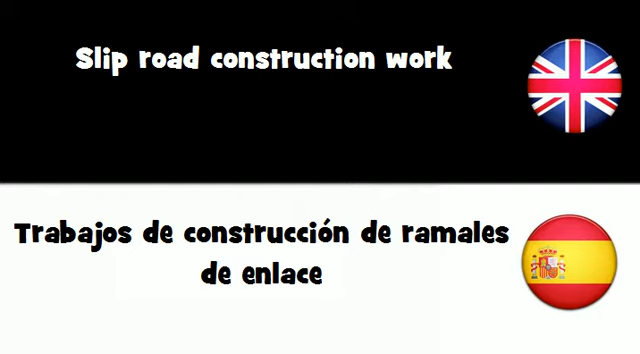 Slip road construction work
Trabajos de construcción de ramales
de enlace